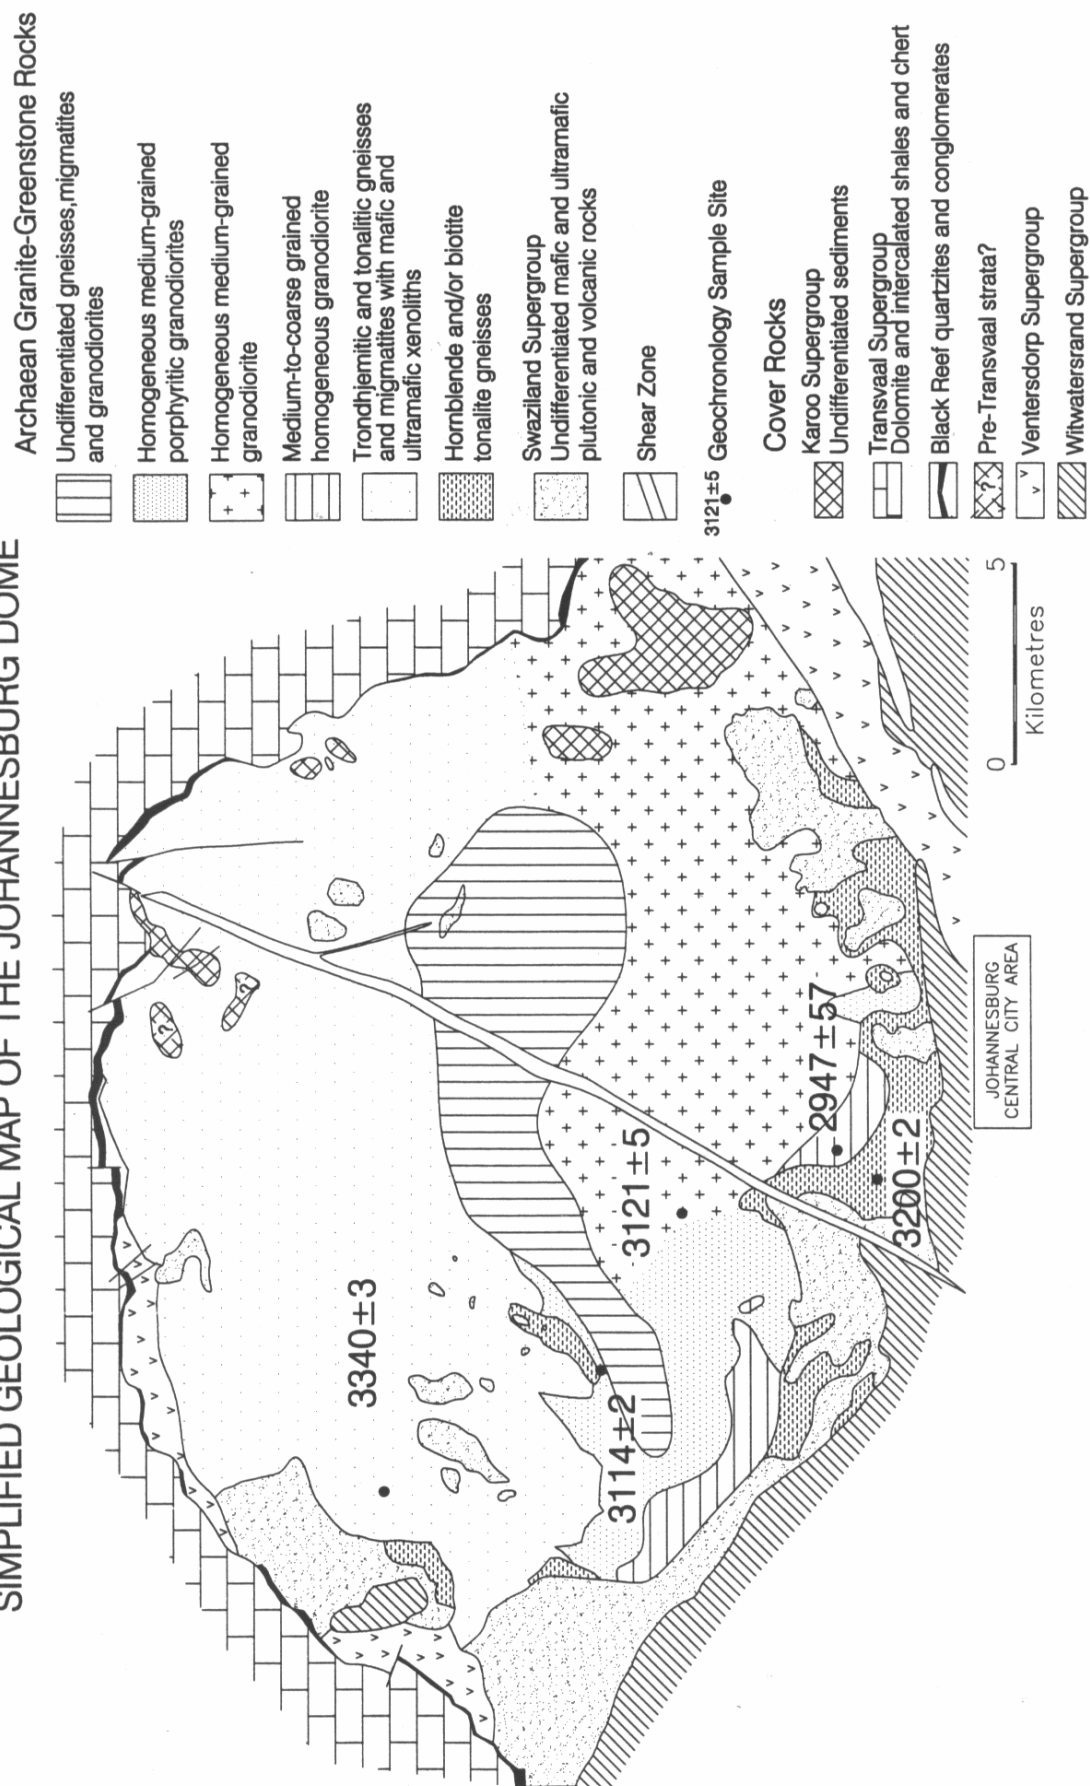 SIMPLIFIED GEOLOGICAL MAP OF THE JOHANNESBURG DOME
Archaean Granite-Greenstone Rocks
Undifferentiated gneisses,migmatites
and granodiorites
Homogeneous medium-grained
porphyritic granodiorites
Homogeneous medium-grained
granodiorite
Medium-to-coarse grained
homogeneous granodiorite
Trondhjemitic and tonalitic gneisses
and migmatites with mafic and
ultramafic xenoliths
Hornblende and/or biotite
tonalite gneisses
Swaziland Supergroup
Undifferentiated mafic and ultramafic
plutonic and volcanic rocks
Shear Zone
3121±5
Geochronology Sample Site
Cover Rocks
Karoo Supergroup
Undifferentiated sediments
Transvaal Supergroup
Dolomite and intercalated shales and chert
Black Reef quartzites and conglomerates
?
Pre-Transvaal strata?
Ventersdorp Supergroup
Witwatersrand Supergroup
?
?
3340±3
3114±2
3121±5
2947±57
3200±2
JOHANNESBURG
CENTRAL CITY AREA
0 5
Kilometres